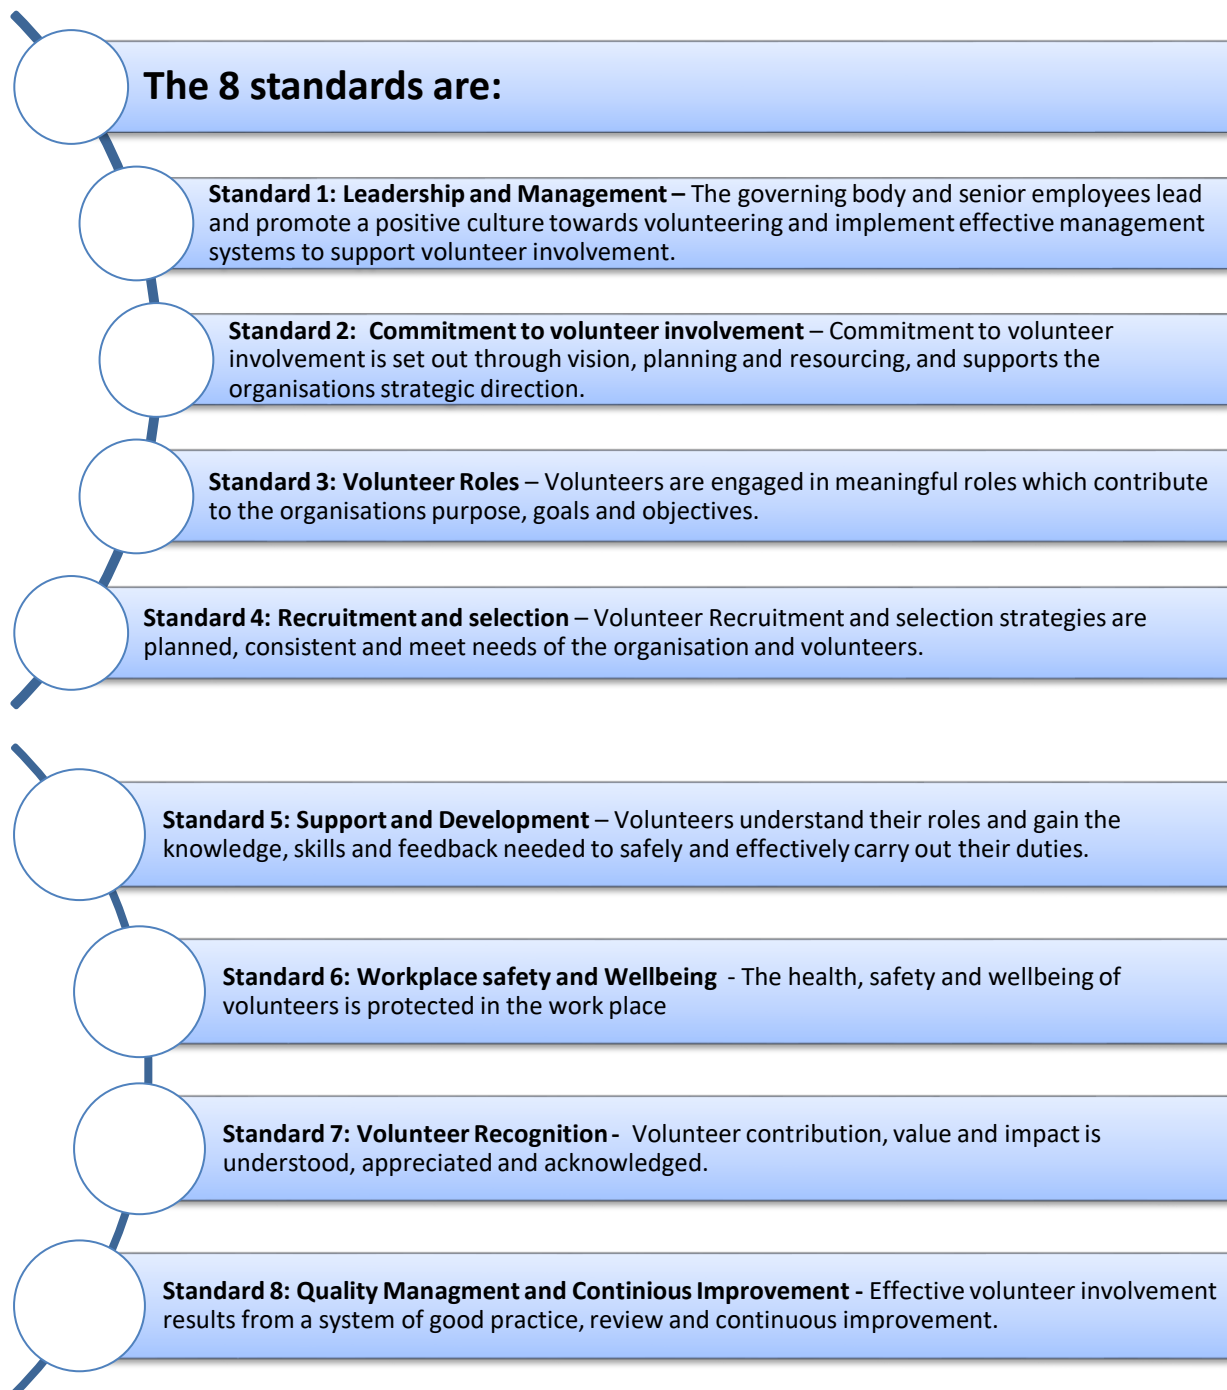 The 8 standards are:
Standard 1: Leadership and Management – The governing body and senior employees lead
and promote a positive culture towards volunteering and implement effective management
systems to support volunteer involvement.
Standard 2:  Commitment to volunteer involvement – Commitment to volunteer
involvement is set out through vision, planning and resourcing, and supports the
organisations strategic direction.
Standard 3: Volunteer Roles – Volunteers are engaged in meaningful roles which contribute
to the organisations purpose, goals and objectives.
Standard 4: Recruitment and selection – Volunteer Recruitment and selection strategies are
planned, consistent and meet needs of the organisation and volunteers.
Standard 5: Support and Development – Volunteers understand their roles and gain the
knowledge, skills and feedback needed to safely and effectively carry out their duties.
Standard 6: Workplace safety and Wellbeing  - The health, safety and wellbeing of
volunteers is protected in the work place
Standard 7: Volunteer Recognition -  Volunteer contribution, value and impact is
understood, appreciated and acknowledged.
Standard 8: Quality Managment and Continious Improvement - Effective volunteer involvement
results from a system of good practice, review and continuous improvement.